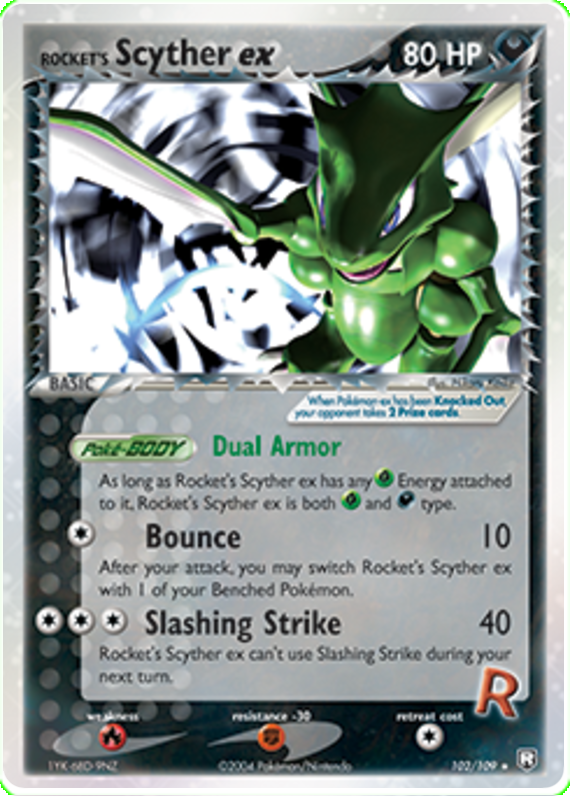 ROCKET'S Scyther ex 80 HP
BASIC
When Pokémon-ex has been Knocked Out,
your opponent takes 2 Prize cards.
Poké-BODY Dual Armor
As long as Rocket's Scyther ex has any Energy attached
to it, Rocket's Scyther ex is both and type.
Bounce 10
After your attack, you may switch Rocket's Scyther ex
with 1 of your Benched Pokémon.
Slashing Strike 40
Rocket's Scyther ex can't use Slashing Strike during your
next turn.
R
weakness resistance -30 retreat cost
1YK-68D-9NZ ©2004 Pokémon/Nintendo 102/109 R